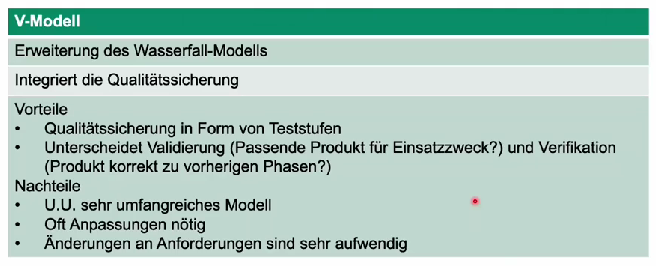 V-Modell
Erweiterung des Wasserfall-Modells
Integriert die Qualitätssicherung
Vorteile
• Qualitätssicherung in Form von Teststufen
• Unterscheidet Validierung (Passende Produkt für Einsatzzweck?) und Verifikation
(Produkt korrekt zu vorherigen Phasen?)
Nachteile
• U.U. sehr umfangreiches Modell
• Oft Anpassungen nötig
• Änderungen an Anforderungen sind sehr aufwendig